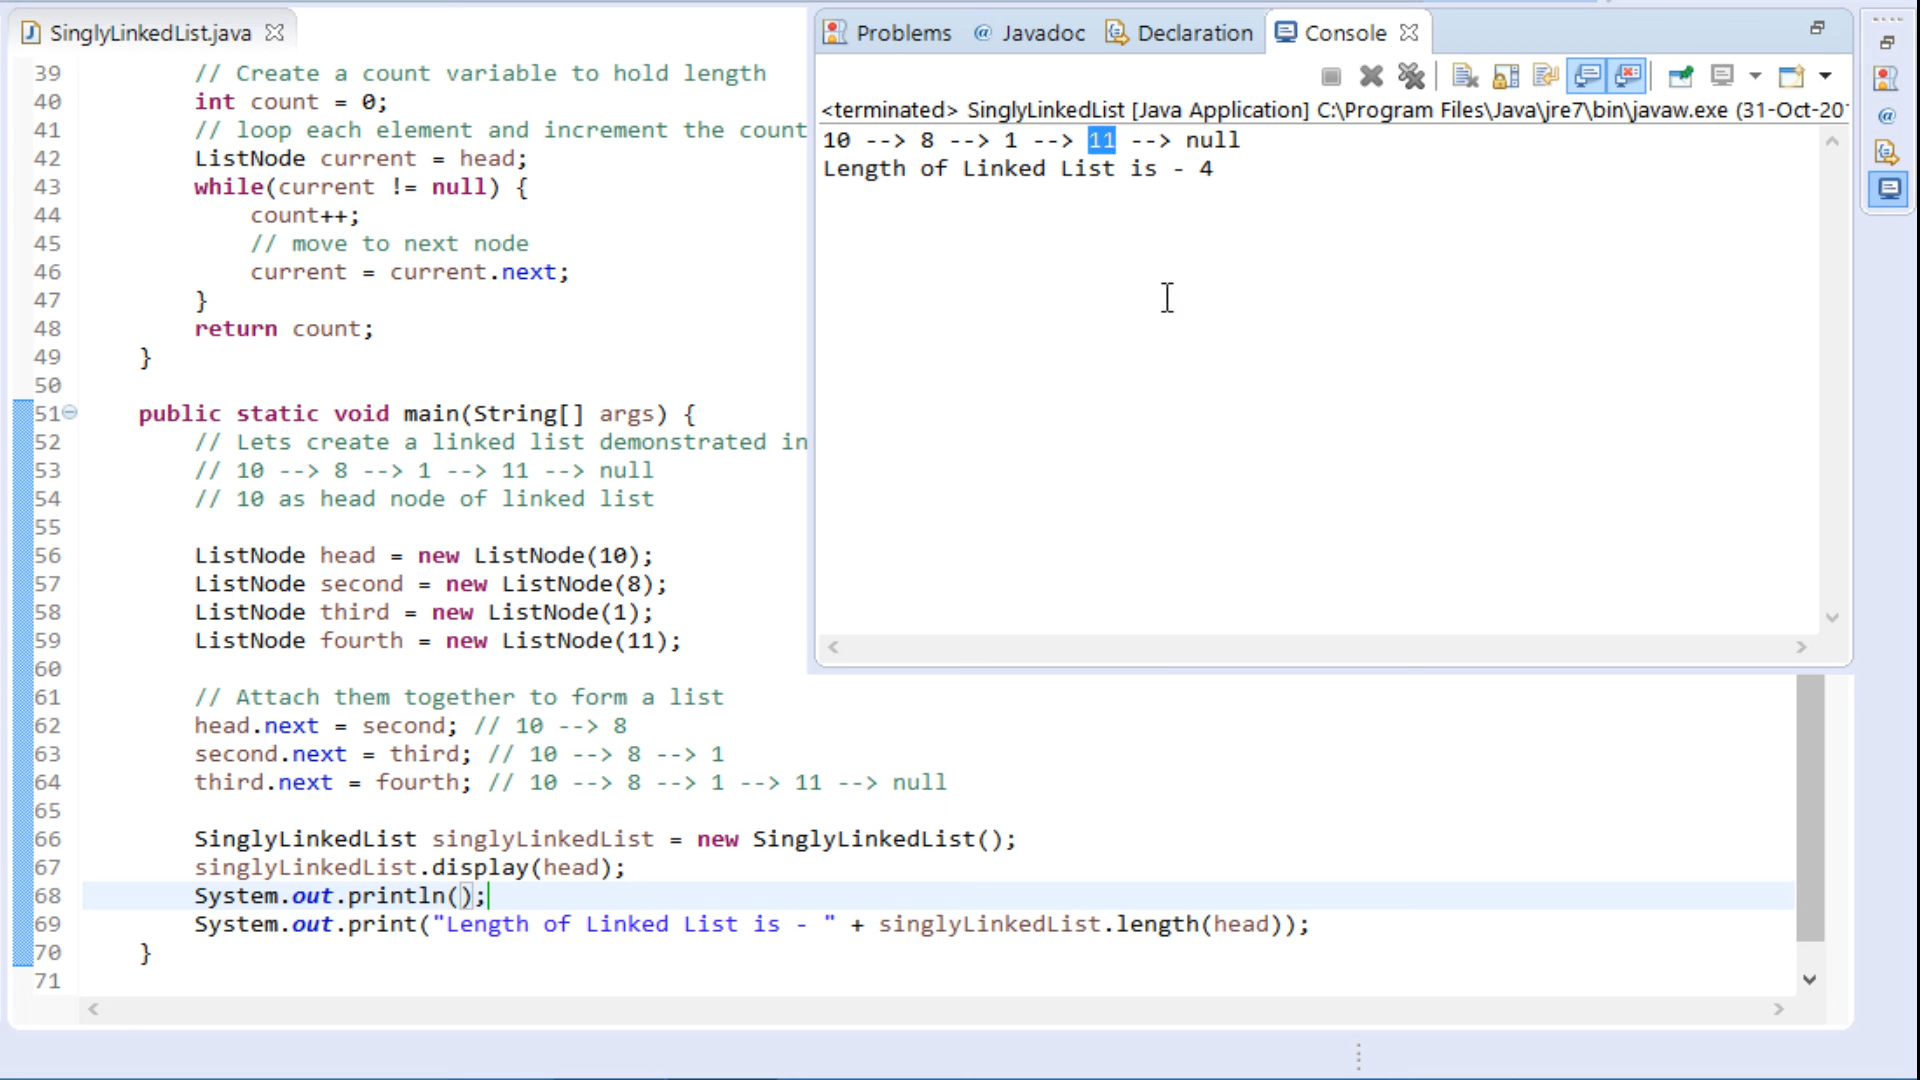 SinglyLinkedList.java
39 // Create a count variable to hold length
40 int count = 0;
41 // loop each element and increment the count
42 ListNode current = head;
43 while(current != null) {
44 count++;
45 // move to next node
46 current = current.next;
47 }
48 return count;
49 }
50
51 public static void main(String[] args) {
52 // Lets create a linked list demonstrated in
53 // 10 --> 8 --> 1 --> 11 --> null
54 // 10 as head node of linked list
55
56 ListNode head = new ListNode(10);
57 ListNode second = new ListNode(8);
58 ListNode third = new ListNode(1);
59 ListNode fourth = new ListNode(11);
60
61 // Attach them together to form a list
62 head.next = second; // 10 --> 8
63 second.next = third; // 10 --> 8 --> 1
64 third.next = fourth; // 10 --> 8 --> 1 --> 11 --> null
65
66 SinglyLinkedList singlyLinkedList = new SinglyLinkedList();
67 singlyLinkedList.display(head);
68 System.out.println();
69 System.out.print("Length of Linked List is - " + singlyLinkedList.length(head));
70 }
71
Problems @ Javadoc Declaration Console
<terminated> SinglyLinkedList [Java Application] C:\Program Files\Java\jre7\bin\javaw.exe (31-Oct-20
10 --> 8 --> 1 --> 11 --> null
Length of Linked List is - 4